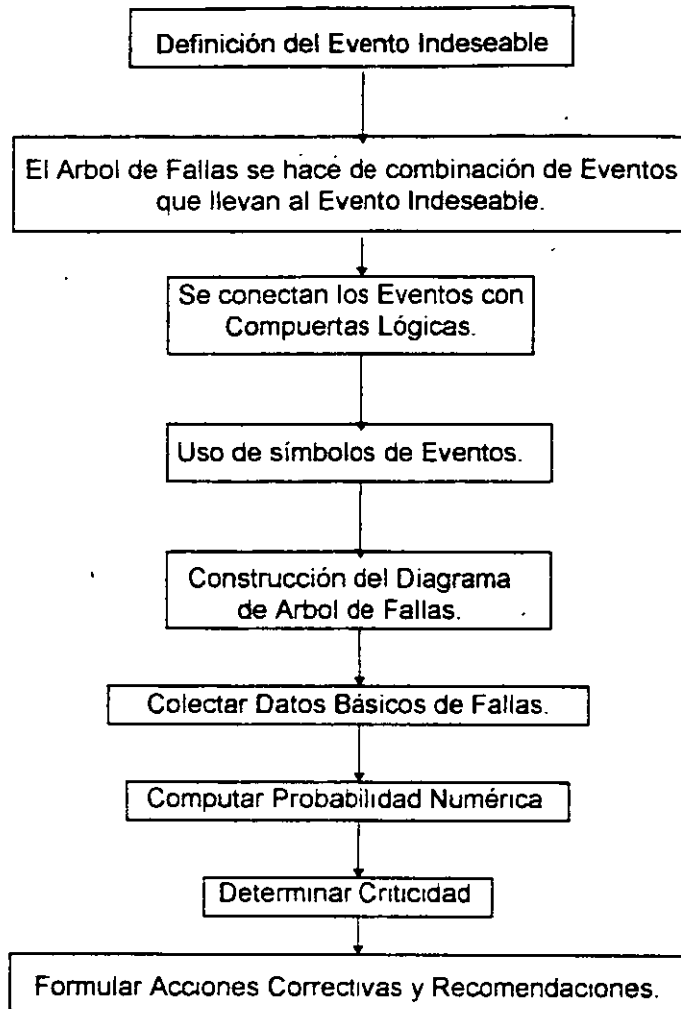 Definición del Evento Indeseable
El Arbol de Fallas se hace de combinación de Eventos
que llevan al Evento Indeseable.
Se conectan los Eventos con
Compuertas Lógicas.
Uso de símbolos de Eventos.
Construcción del Diagrama
de Arbol de Fallas.
Colectar Datos Básicos de Fallas.
Computar Probabilidad Numérica
Determinar Criticidad
Formular Acciones Correctivas y Recomendaciones.